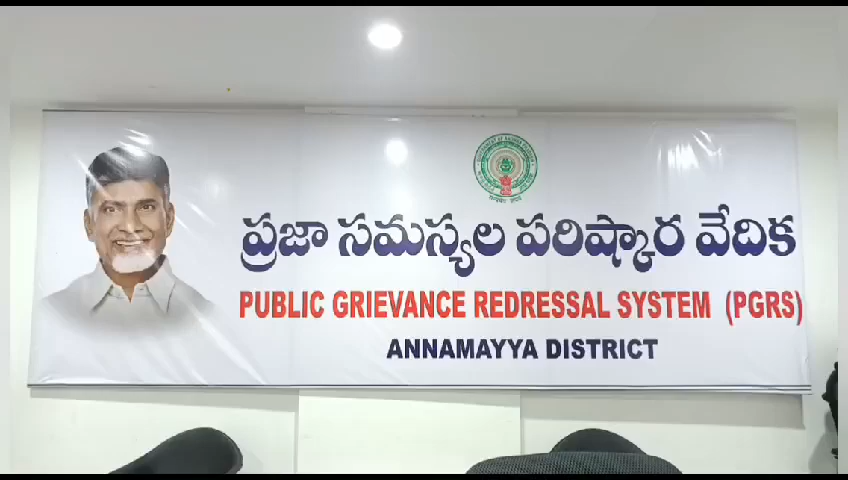 ప్రజా సమస్యల పరిష్కార వేదిక
PUBLIC GRIEVANCE REDRESSAL SYSTEM (PGRS)
ANNAMAYYA DISTRICT